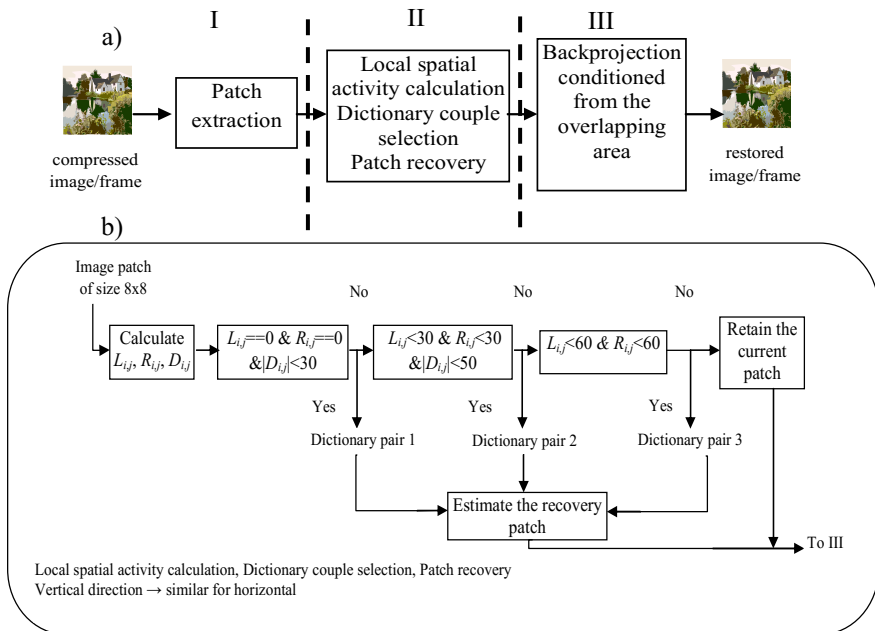 I
II
III
a)
compressed
image/frame
Patch
extraction
Local spatial
activity calculation
Dictionary couple
selection
Patch recovery
Backprojection
conditioned
from the
overlapping
area
restored
image/frame
b)
Image patch
of size 8x8
No
No
No
Calculate
L_{i,j}, R_{i,j}, D_{i,j}
L_{i,j}==0 & R_{i,j}==0
&|D_{i,j}|<30
L_{i,j}<30 & R_{i,j}<30
&|D_{i,j}|<50
L_{i,j}<60 & R_{i,j}<60
Retain the
current
patch
Yes
Yes
Yes
Dictionary pair 1
Dictionary pair 2
Dictionary pair 3
Estimate the recovery
patch
To III
Local spatial activity calculation, Dictionary couple selection, Patch recovery
Vertical direction → similar for horizontal